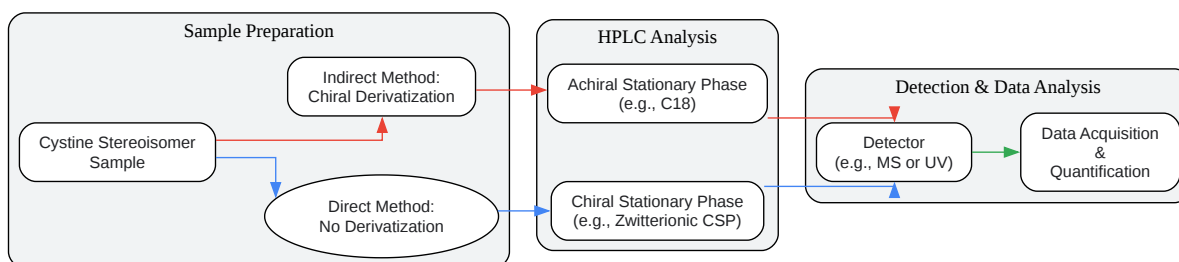 Sample Preparation
Indirect Method:
Chiral Derivatization
Cystine Stereoisomer
Sample
Direct Method:
No Derivatization
HPLC Analysis
Achiral Stationary Phase
(e.g., C18)
Chiral Stationary Phase
(e.g., Zwitterionic CSP)
Detection & Data Analysis
Detector
(e.g., MS or UV)
Data Acquisition
&
Quantification